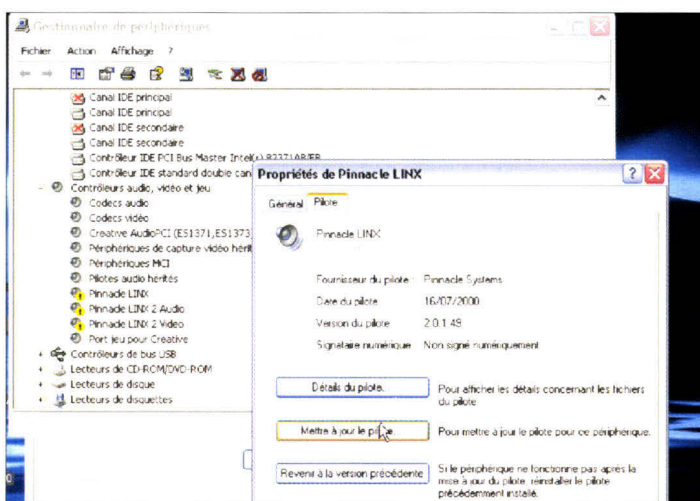 Gestionnaire de périphériques
Fichier Action Affichage ?
Canal IDE principal
Canal IDE principal
Canal IDE secondaire
Canal IDE secondaire
Contrôleur IDE PCI Bus Master Intel(r) 82371AB/EB
Contrôleur IDE standard double can
Contrôleurs audio, vidéo et jeu
Codecs audio
Codecs vidéo
Creative AudioPCI (ES1371,ES1373)
Périphériques de capture vidéo hérit
Périphériques MCI
Pilotes audio hérités
Pinnacle LINX
Pinnacle LINX 2 Audio
Pinnacle LINX 2 Video
Port jeu pour Creative
Contrôleurs de bus USB
Lecteurs de CD-ROM/DVD-ROM
Lecteurs de disque
Lecteurs de disquettes
Propriétés de Pinnacle LINX
Général Pilote
Pinnacle LINX
Fournisseur du pilote : Pinnacle Systems
Date du pilote 16/07/2000
Version du pilote 2.0.1.49
Signataire numérique Non signé numériquement
Détails du pilote. Pour afficher les détails concernant les fichiers
du pilote
Mettre à jour le pilote. Pour mettre à jour le pilote pour ce périphérique.
Revenir à la version précédente Si le périphérique ne fonctionne pas après la
mise à jour du pilote, réinstaller le pilote
précédemment installé.